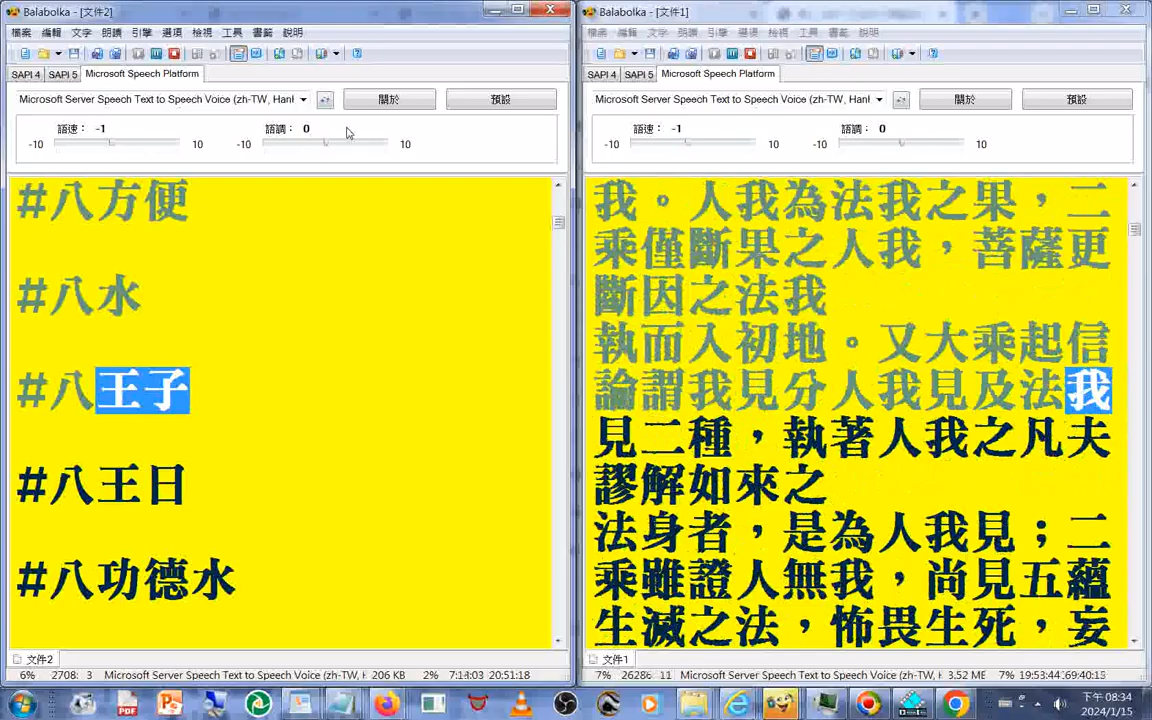 Balabolka - [文件2]
檔案 編輯 文字 朗讀 引擎 選項 檢視 工具 書籤 說明
SAPI 4 SAPI 5 Microsoft Speech Platform
Microsoft Server Speech Text to Speech Voice (zh-TW, Hanl
關於 預設
語速： -1 語調： 0
-10 10 -10 10
#八方便
#八水
#八王子
#八王日
#八功德水
文件2
6% 2708: 3 Microsoft Server Speech Text to Speech Voice (zh-TW, H 206 KB 2% 7:14:03 20:51:18
Balabolka - [文件1]
檔案 編輯 文字 朗讀 引擎 選項 檢視 工具 書籤 說明
SAPI 4 SAPI 5 Microsoft Speech Platform
Microsoft Server Speech Text to Speech Voice (zh-TW, Hanl
關於 預設
語速： -1 語調： 0
-10 10 -10 10
我。人我為法我之果，二
乘僅斷果之人我，菩薩更
斷因之法我
執而入初地。又大乘起信
論謂我見分人我見及法我
見二種，執著人我之凡夫
謬解如來之
法身者，是為人我見；二
乘雖證人無我，尚見五蘊
生滅之法，怖畏生死，妄
文件1
7% 26286: 11 Microsoft Server Speech Text to Speech Voice (zh-TW, H 3.52 MB 7% 19:53:44
下午 08:34
2024/1/15